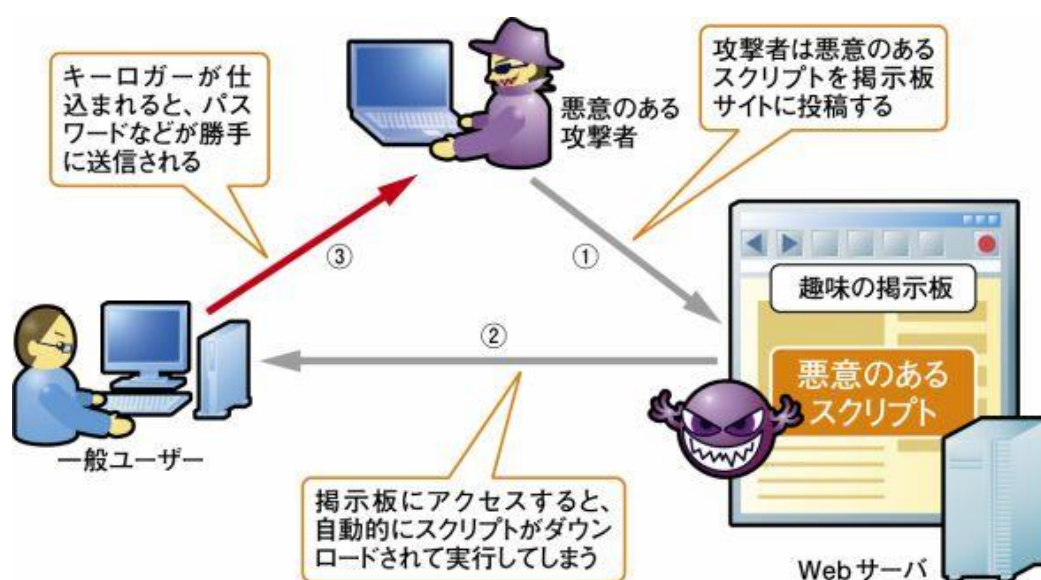 キーロガーが仕
込まれると、パス
ワードなどが勝手
に送信される
悪意のある
攻撃者
攻撃者は悪意のある
スクリプトを掲示板
サイトに投稿する
③
①
趣味の掲示板
②
悪意のある
スクリプト
一般ユーザー
掲示板にアクセスすると、
自動的にスクリプトがダウン
ロードされて実行してしまう
Webサーバ